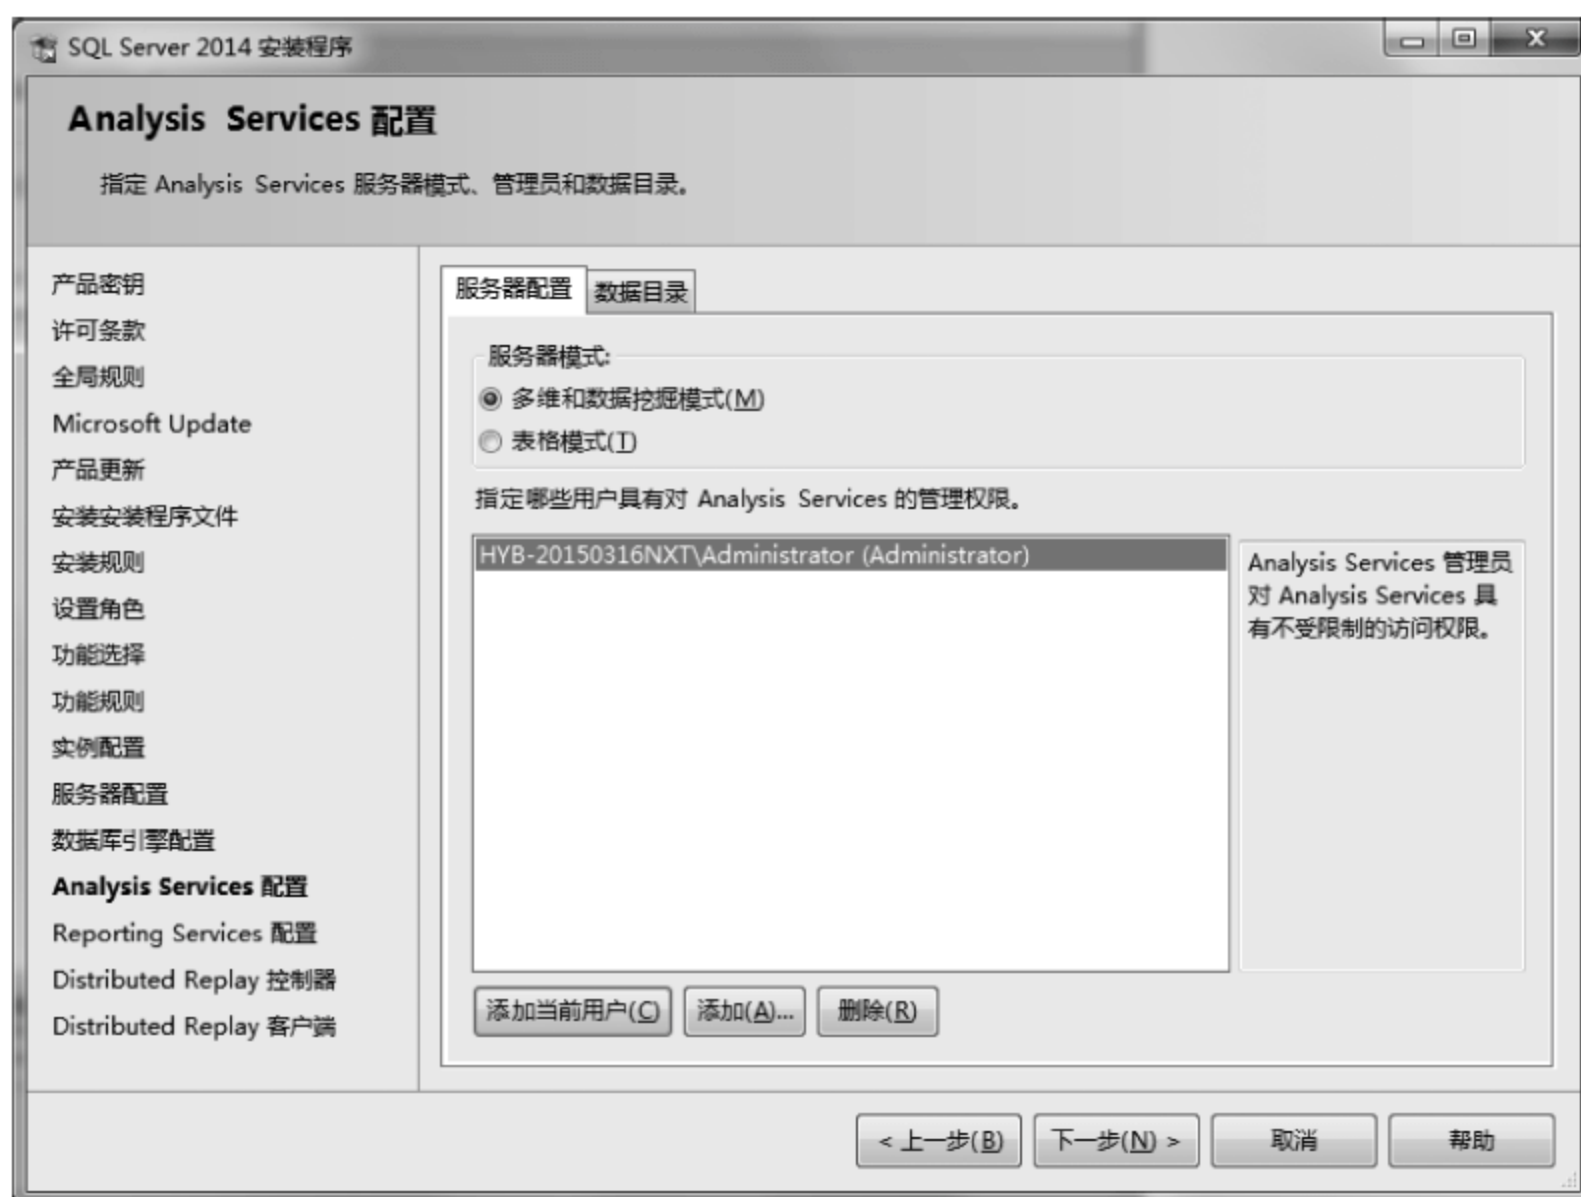 SQL Server 2014 安装程序
Analysis Services 配置
指定 Analysis Services 服务器模式、管理员和数据目录。
产品密钥
许可条款
全局规则
Microsoft Update
产品更新
安装安装程序文件
安装规则
设置角色
功能选择
功能规则
实例配置
服务器配置
数据库引擎配置
Analysis Services 配置
Reporting Services 配置
Distributed Replay 控制器
Distributed Replay 客户端
服务器配置 数据目录
服务器模式:
多维和数据挖掘模式(M)
表格模式(T)
指定哪些用户具有对 Analysis Services 的管理权限。
HYB-20150316NXT\Administrator (Administrator)
Analysis Services 管理员
对 Analysis Services 具
有不受限制的访问权限。
添加当前用户(C) 添加(A)... 删除(R)
< 上一步(B) 下一步(N) > 取消 帮助